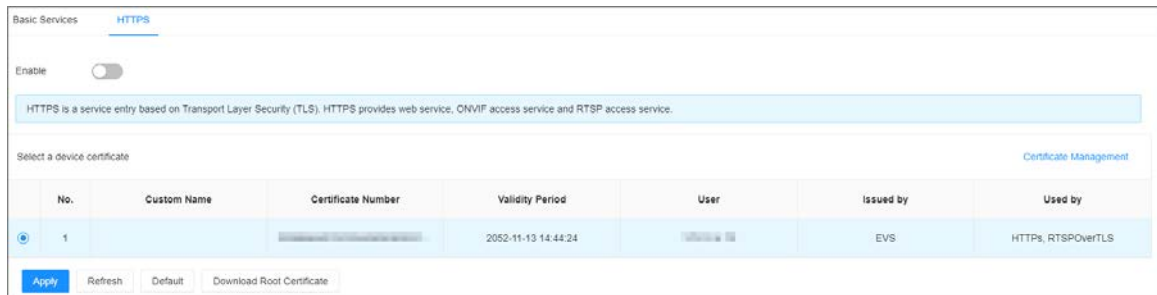 Basic Services HTTPS
Enable
HTTPS is a service entry based on Transport Layer Security (TLS). HTTPS provides web service, ONVIF access service and RTSP access service.
Select a device certificate Certificate Management
No. Custom Name Certificate Number Validity Period User Issued by Used by
1 2052-11-13 14:44:24 EVS HTTPs, RTSPOverTLS
Apply Refresh Default Download Root Certificate